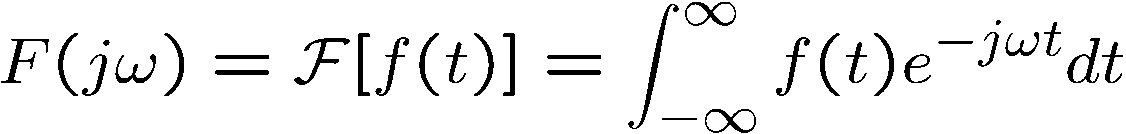 F(jω) = ℱ[f(t)] = ∫_{-∞}^{∞} f(t)e^{-jωt}dt